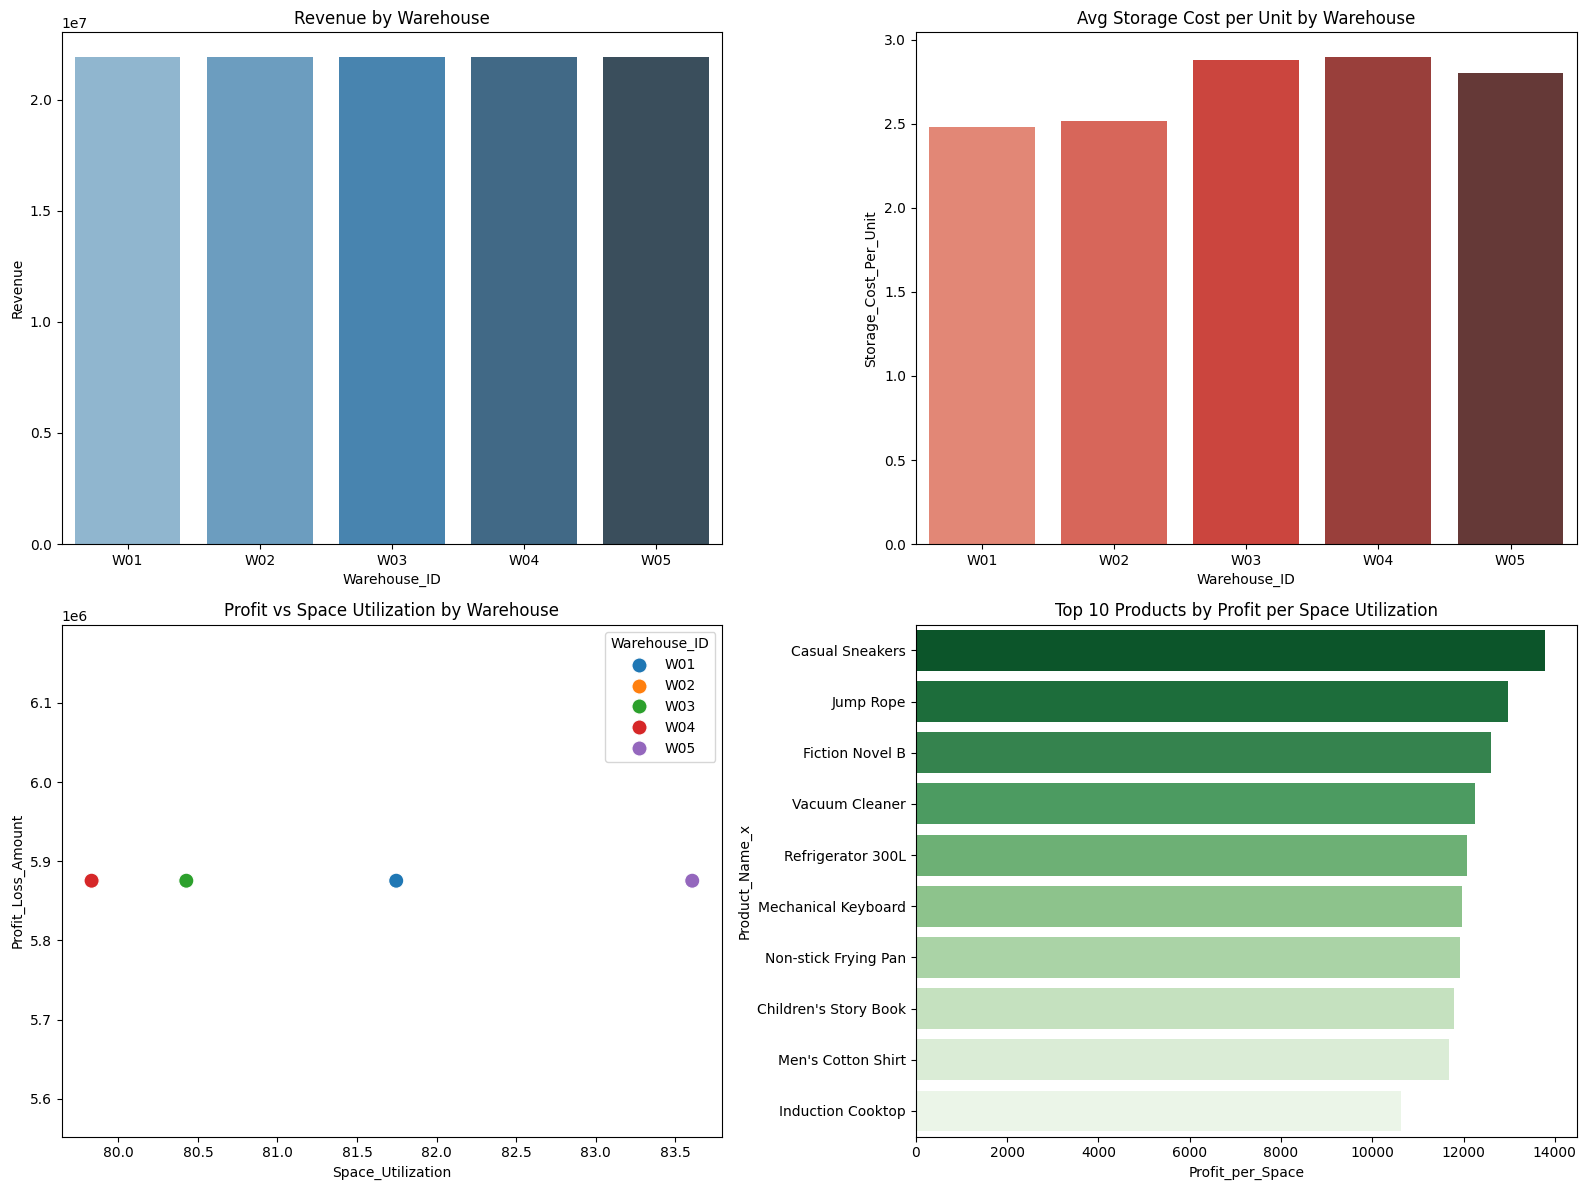 Revenue by Warehouse
1e7
2.0
1.5
1.0
0.5
0.0
Revenue
W01 W02 W03 W04 W05
Warehouse_ID
Avg Storage Cost per Unit by Warehouse
3.0
2.5
2.0
1.5
1.0
0.5
0.0
Storage_Cost_Per_Unit
W01 W02 W03 W04 W05
Warehouse_ID
Profit vs Space Utilization by Warehouse
1e6
Warehouse_ID
W01
W02
W03
W04
W05
6.1
6.0
5.9
5.8
5.7
5.6
Profit_Loss_Amount
80.0 80.5 81.0 81.5 82.0 82.5 83.0 83.5
Space_Utilization
Top 10 Products by Profit per Space Utilization
Casual Sneakers
Jump Rope
Fiction Novel B
Vacuum Cleaner
Refrigerator 300L
Mechanical Keyboard
Non-stick Frying Pan
Children's Story Book
Men's Cotton Shirt
Induction Cooktop
Product_Name_x
0 2000 4000 6000 8000 10000 12000 14000
Profit_per_Space